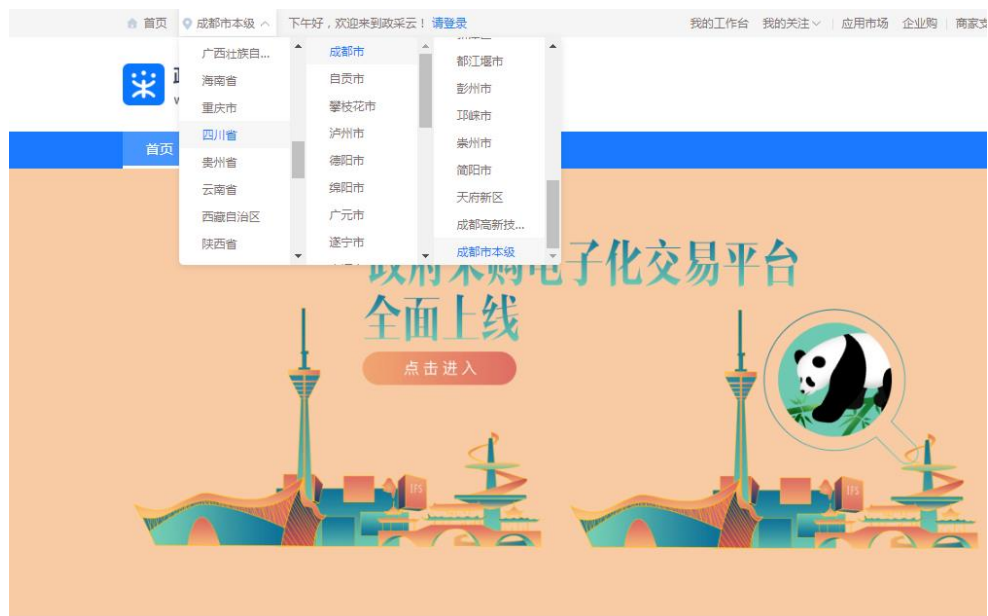 首页 成都市本级 下午好，欢迎来到政采云！请登录 我的工作台 我的关注 应用市场 企业购 商家支
广西壮族自...
海南省
重庆市
四川省
贵州省
云南省
西藏自治区
陕西省
成都市
自贡市
攀枝花市
泸州市
德阳市
绵阳市
广元市
遂宁市
都江堰市
彭州市
邛崃市
崇州市
简阳市
天府新区
成都高新技...
成都市本级
首页
政府采购电子化交易平台
全面上线
点击进入
IFS
IFS